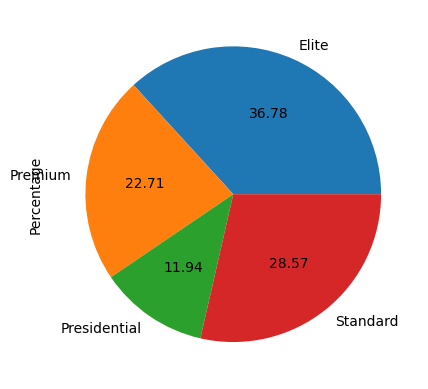 Elite
36.78
Premium
22.71
Percentage
11.94
28.57
Presidential
Standard